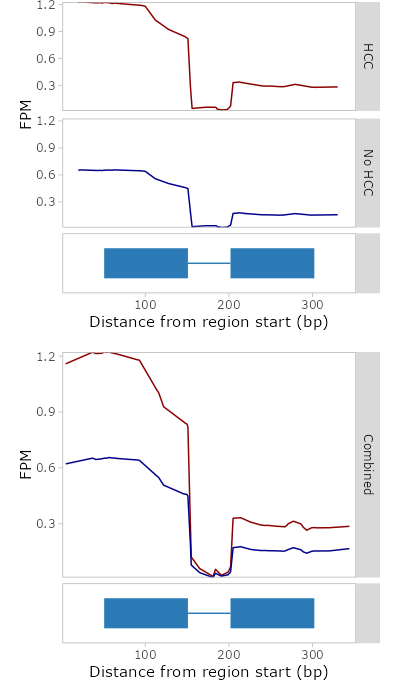 1.2
0.9
0.6
0.3
HCC
FPM
1.2
0.9
0.6
0.3
No HCC
100 200 300
Distance from region start (bp)
1.2
0.9
0.6
0.3
FPM
Combined
100 200 300
Distance from region start (bp)